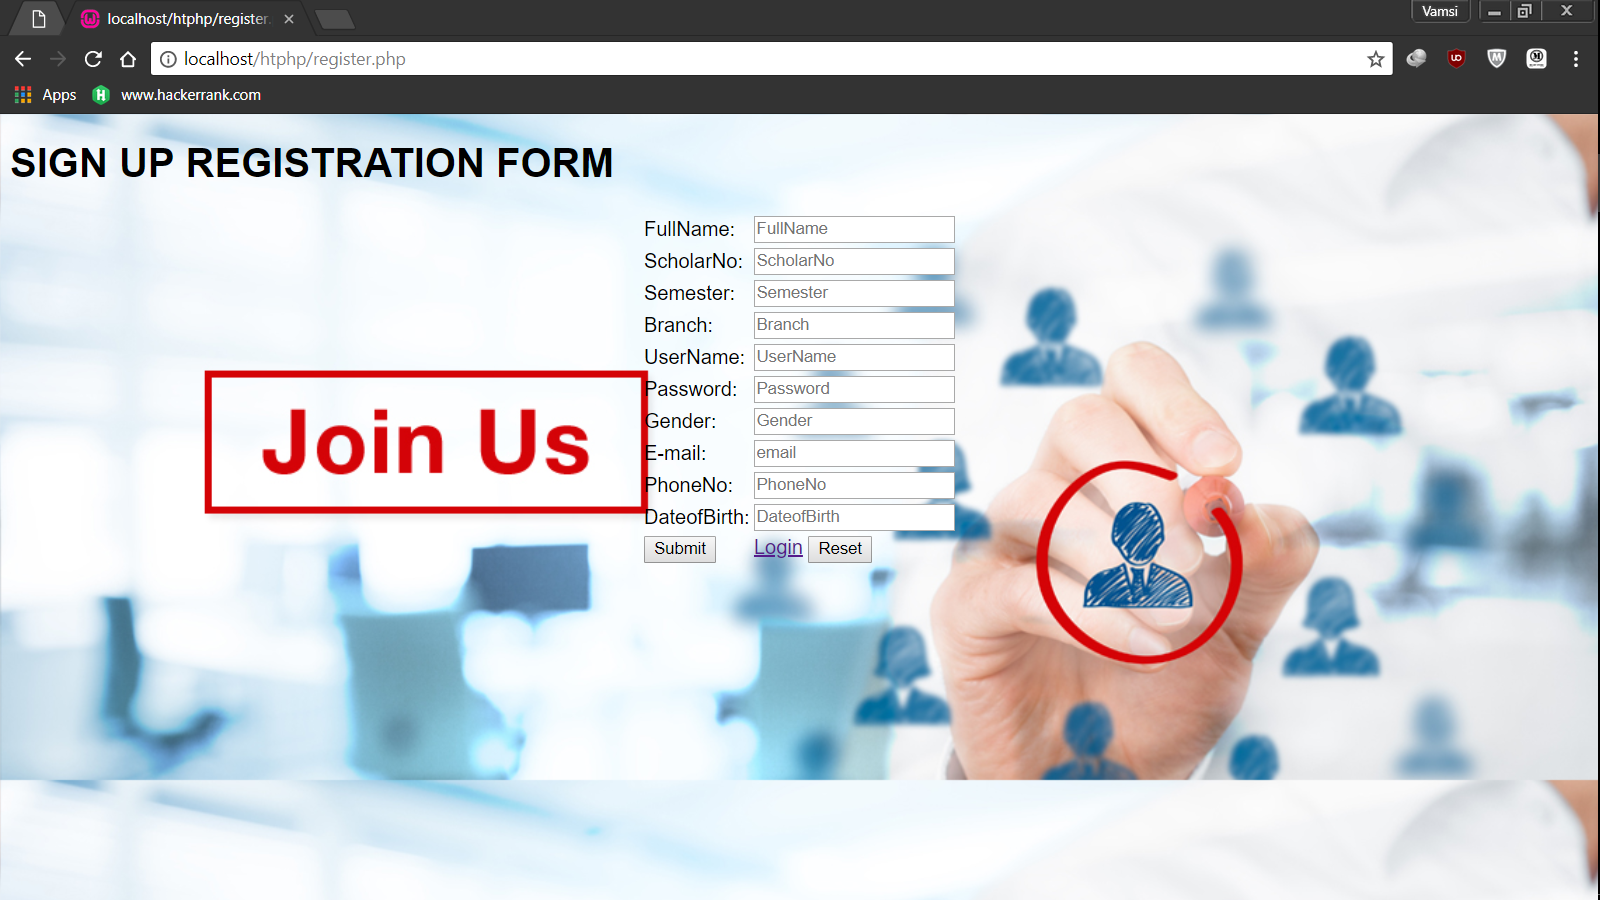 localhost/htphp/register.
Vamsi
localhost/htphp/register.php
Apps www.hackerrank.com
SIGN UP REGISTRATION FORM
FullName: FullName
ScholarNo: ScholarNo
Semester: Semester
Branch: Branch
UserName: UserName
Password: Password
Gender: Gender
E-mail: email
PhoneNo: PhoneNo
DateofBirth: DateofBirth
Submit Login Reset
Join Us